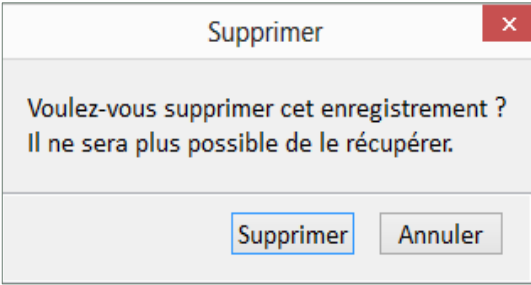 Supprimer
Voulez-vous supprimer cet enregistrement ?
Il ne sera plus possible de le récupérer.
Supprimer Annuler